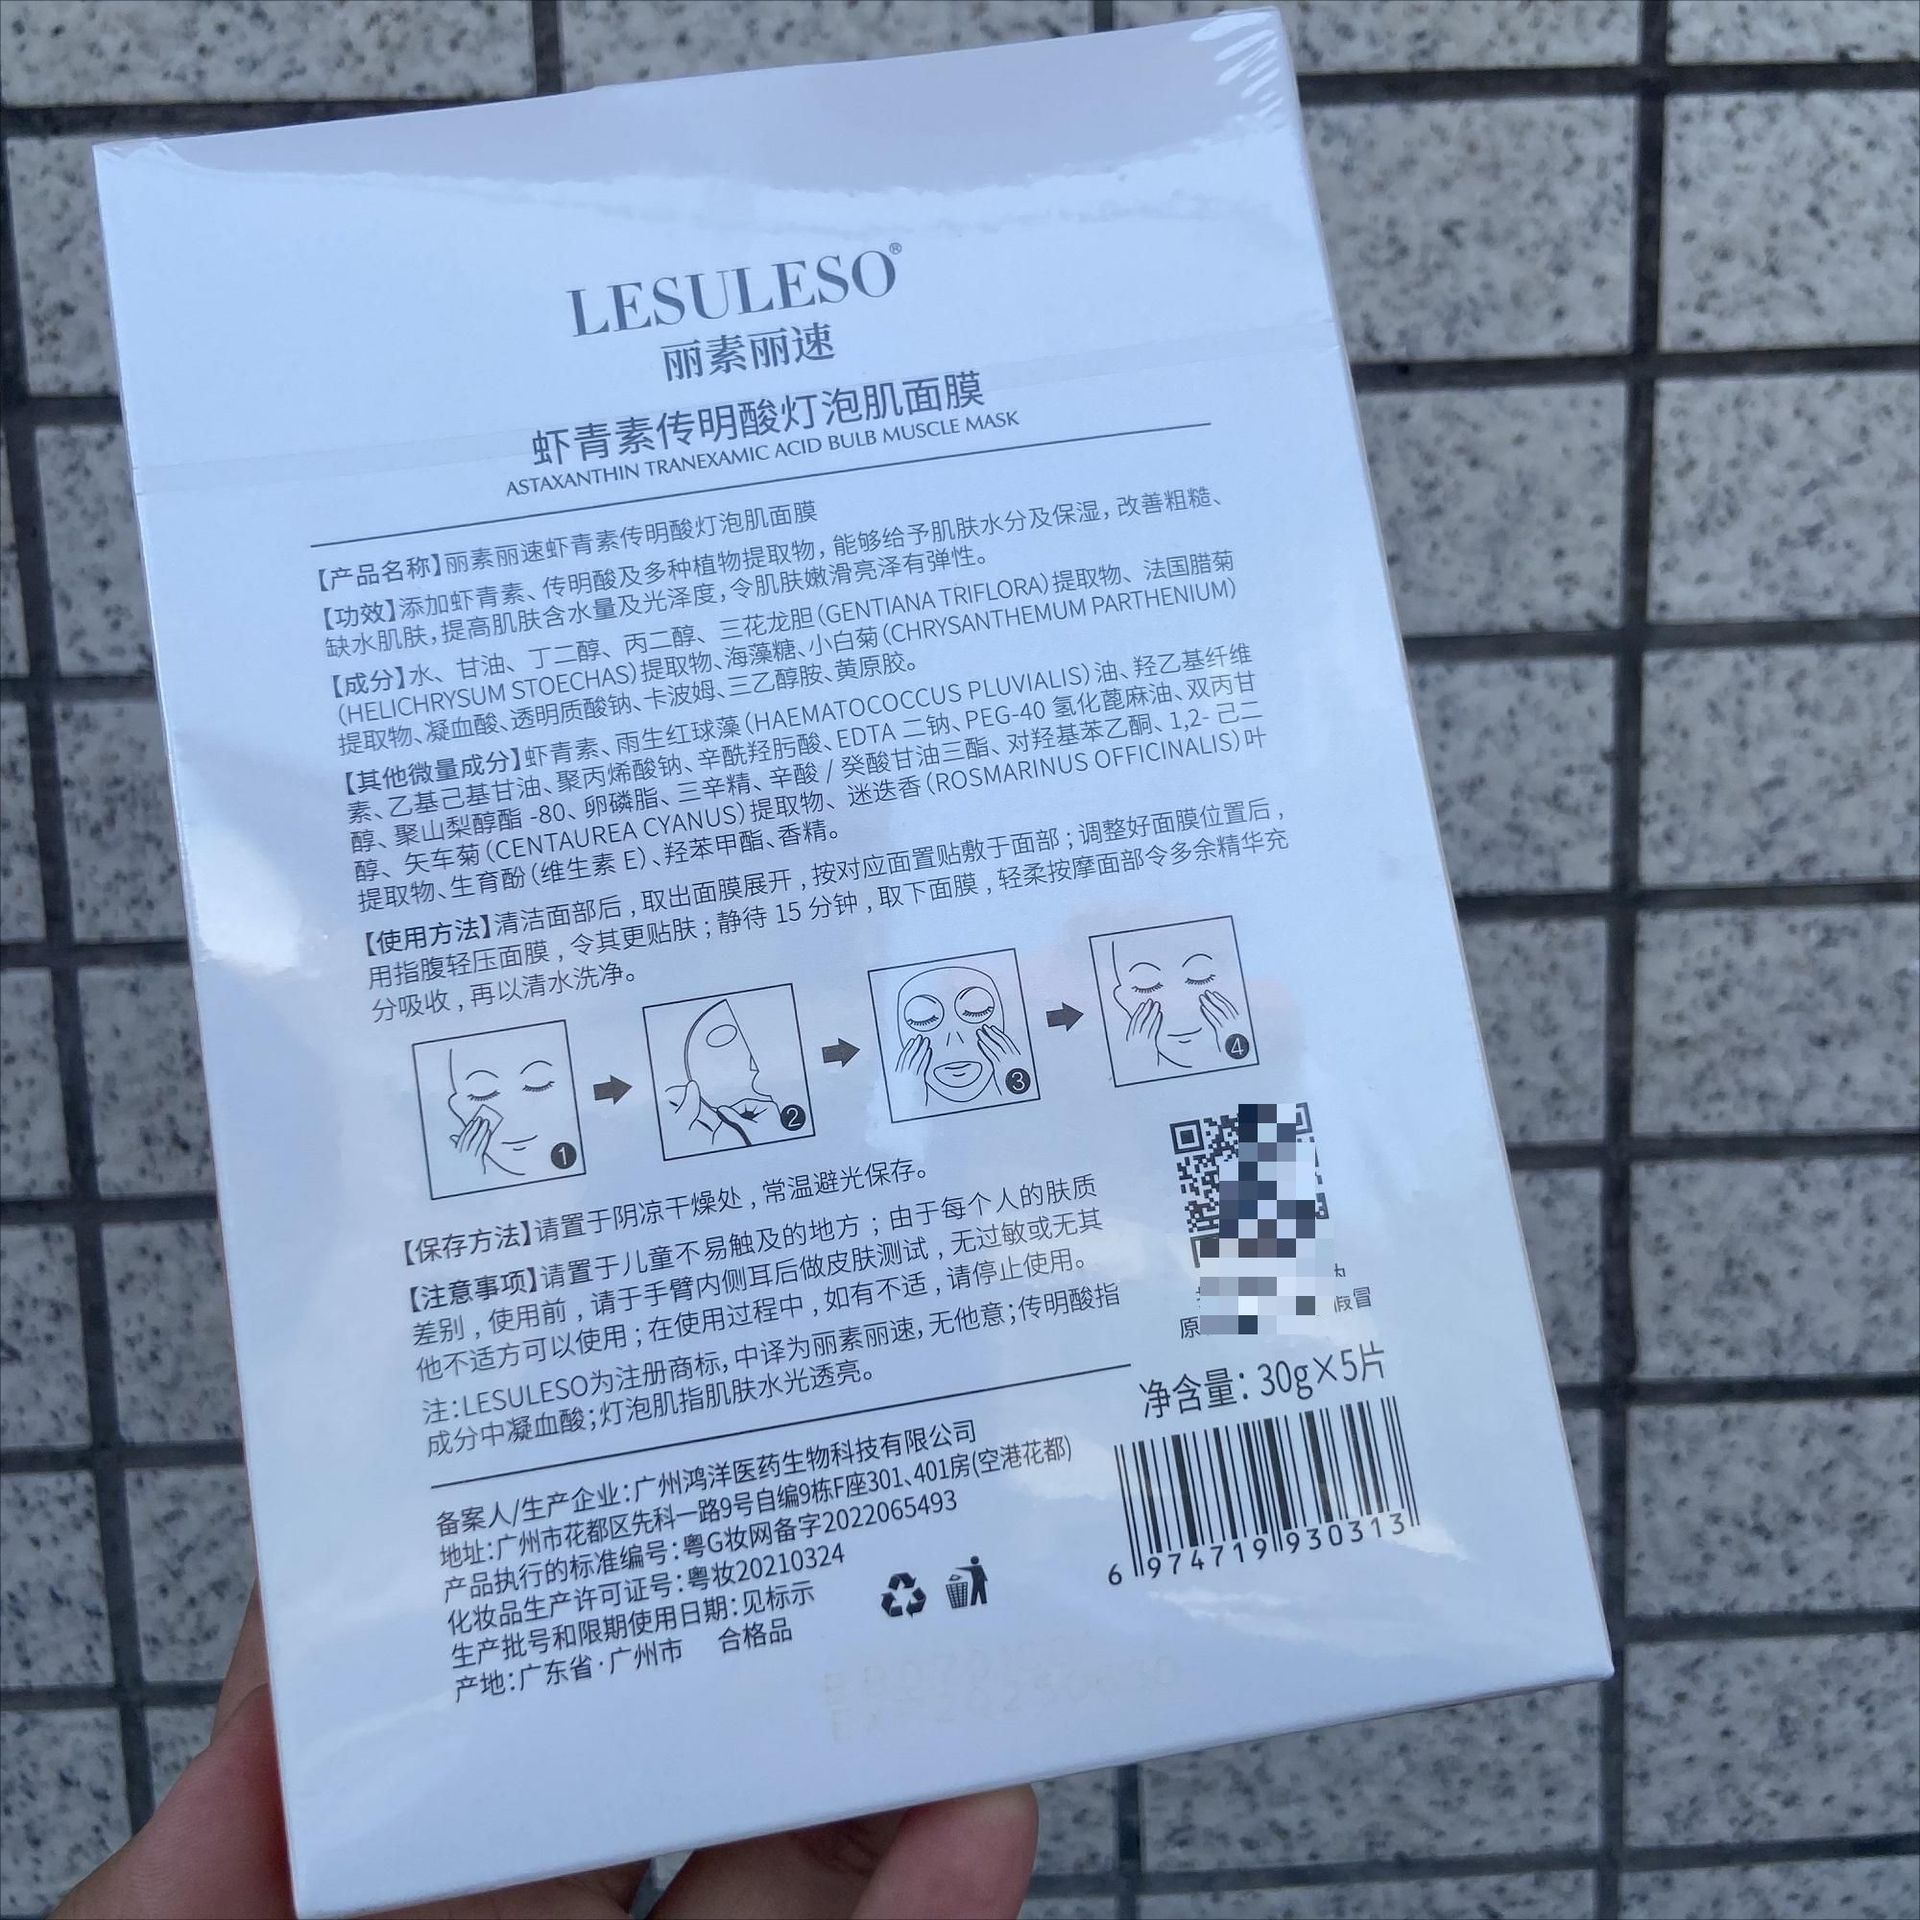 LESULESO®
丽素丽速
虾青素传明酸灯泡肌面膜
ASTAXANTHIN TRANEXAMIC ACID BULB MUSCLE MASK
【产品名称】丽素丽速虾青素传明酸灯泡肌面膜
【功效】添加虾青素、传明酸及多种植物提取物，能够给予肌肤水分及保湿，改善粗糙、
缺水肌肤，提高肌肤含水量及光泽度，令肌肤嫩滑亮泽有弹性。
【成分】水、甘油、丁二醇、丙二醇、三花龙胆（GENTIANA TRIFLORA）提取物、法国腊菊
（HELICHRYSUM STOECHAS）提取物、海藻糖、小白菊（CHRYSANTHEMUM PARTHENIUM）
提取物、凝血酸、透明质酸钠、卡波姆、三乙醇胺、黄原胶。
【其他微量成分】虾青素、雨生红球藻（HAEMATOCOCCUS PLUVIALIS）油、羟乙基纤维
素、乙基己基甘油、聚丙烯酸钠、辛酰羟肟酸、EDTA 二钠、PEG-40 氢化蓖麻油、双丙甘
醇、聚山梨醇酯 -80、卵磷脂、三辛精、辛酸 / 癸酸甘油三酯、对羟基苯乙酮、1,2- 己二
醇、矢车菊（CENTAUREA CYANUS）提取物、迷迭香（ROSMARINUS OFFICINALIS）叶
提取物、生育酚（维生素 E）、羟苯甲酯、香精。
【使用方法】清洁面部后，取出面膜展开，按对应面置贴敷于面部；调整好面膜位置后，
用指腹轻压面膜，令其更贴肤；静待 15 分钟，取下面膜，轻柔按摩面部令多余精华充
分吸收，再以清水洗净。
1
2
3
4
【保存方法】请置于阴凉干燥处，常温避光保存。
【注意事项】请置于儿童不易触及的地方；由于每个人的肤质
差别，使用前，请于手臂内侧耳后做皮肤测试，无过敏或无其
他不适方可以使用；在使用过程中，如有不适，请停止使用。
注：LESULESO为注册商标，中译为丽素丽速，无他意；传明酸指
成分中凝血酸；灯泡肌指肌肤水光透亮。
原
假冒
净含量：30g×5片
备案人/生产企业：广州鸿洋医药生物科技有限公司
地址：广州市花都区先科一路9号自编9栋F座301、401房(空港花都)
产品执行的标准编号：粤G妆网备字2022065493
化妆品生产许可证号：粤妆20210324
生产批号和限期使用日期：见标示
产地：广东省·广州市 合格品
6 974719 930313